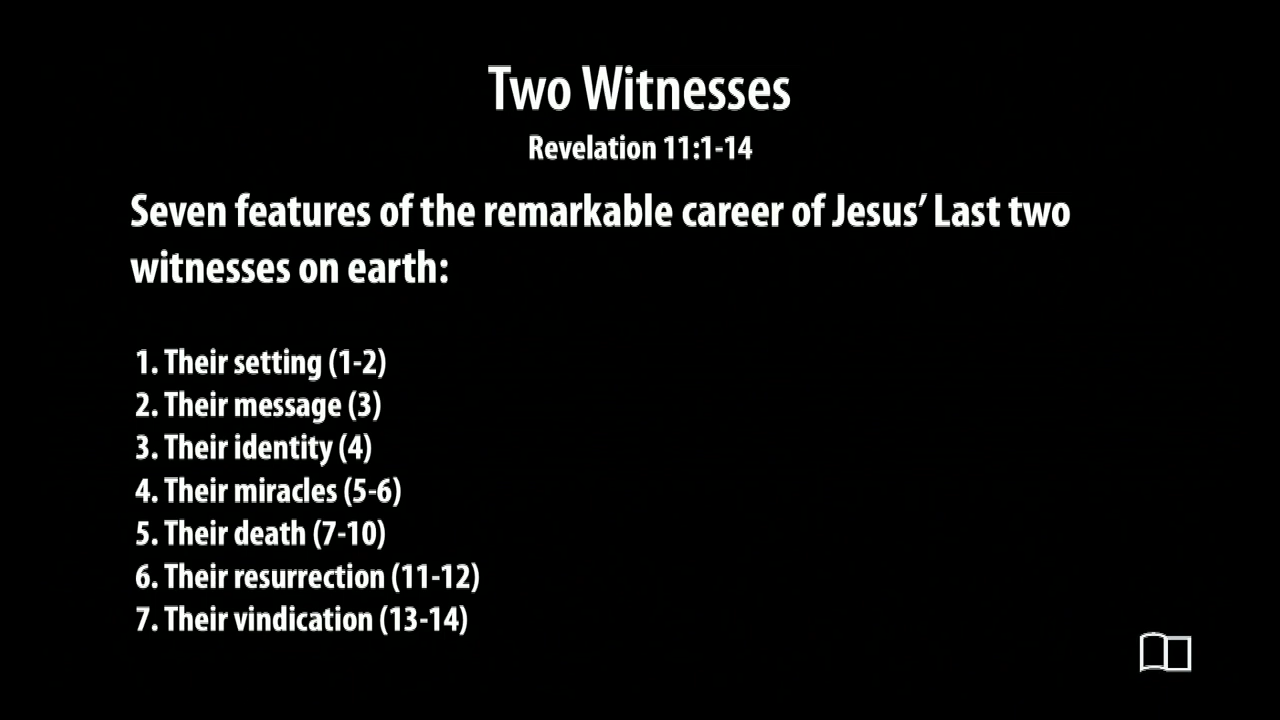 Two Witnesses
Revelation 11:1-14
Seven features of the remarkable career of Jesus’ Last two
witnesses on earth:
1. Their setting (1-2)
2. Their message (3)
3. Their identity (4)
4. Their miracles (5-6)
5. Their death (7-10)
6. Their resurrection (11-12)
7. Their vindication (13-14)